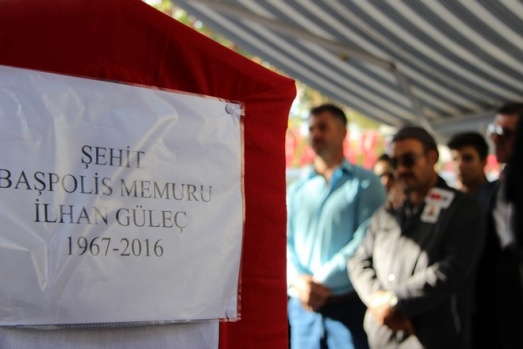 ŞEHİT
BAŞPOLİS MEMURU
İLHAN GÜLEÇ
1967-2016